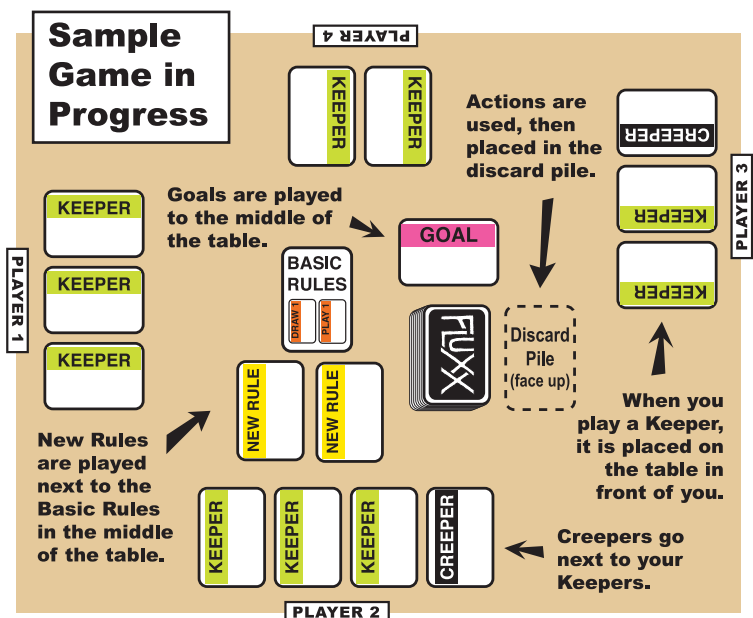 Sample
Game in
Progress
PLAYER 4
KEEPER
KEEPER
Actions are
used, then
placed in the
discard pile.
CREEPER
KEEPER
KEEPER
PLAYER 3
Goals are played
to the middle of
the table.
GOAL
KEEPER
KEEPER
KEEPER
PLAYER 1
BASIC
RULES
DRAW 1
PLAY 1
FLUXX
Discard
Pile
(face up)
NEW RULE
NEW RULE
When you
play a Keeper,
it is placed on
the table in
front of you.
New Rules
are played
next to the
Basic Rules
in the middle
of the table.
KEEPER
KEEPER
KEEPER
CREEPER
Creepers go
next to your
Keepers.
PLAYER 2